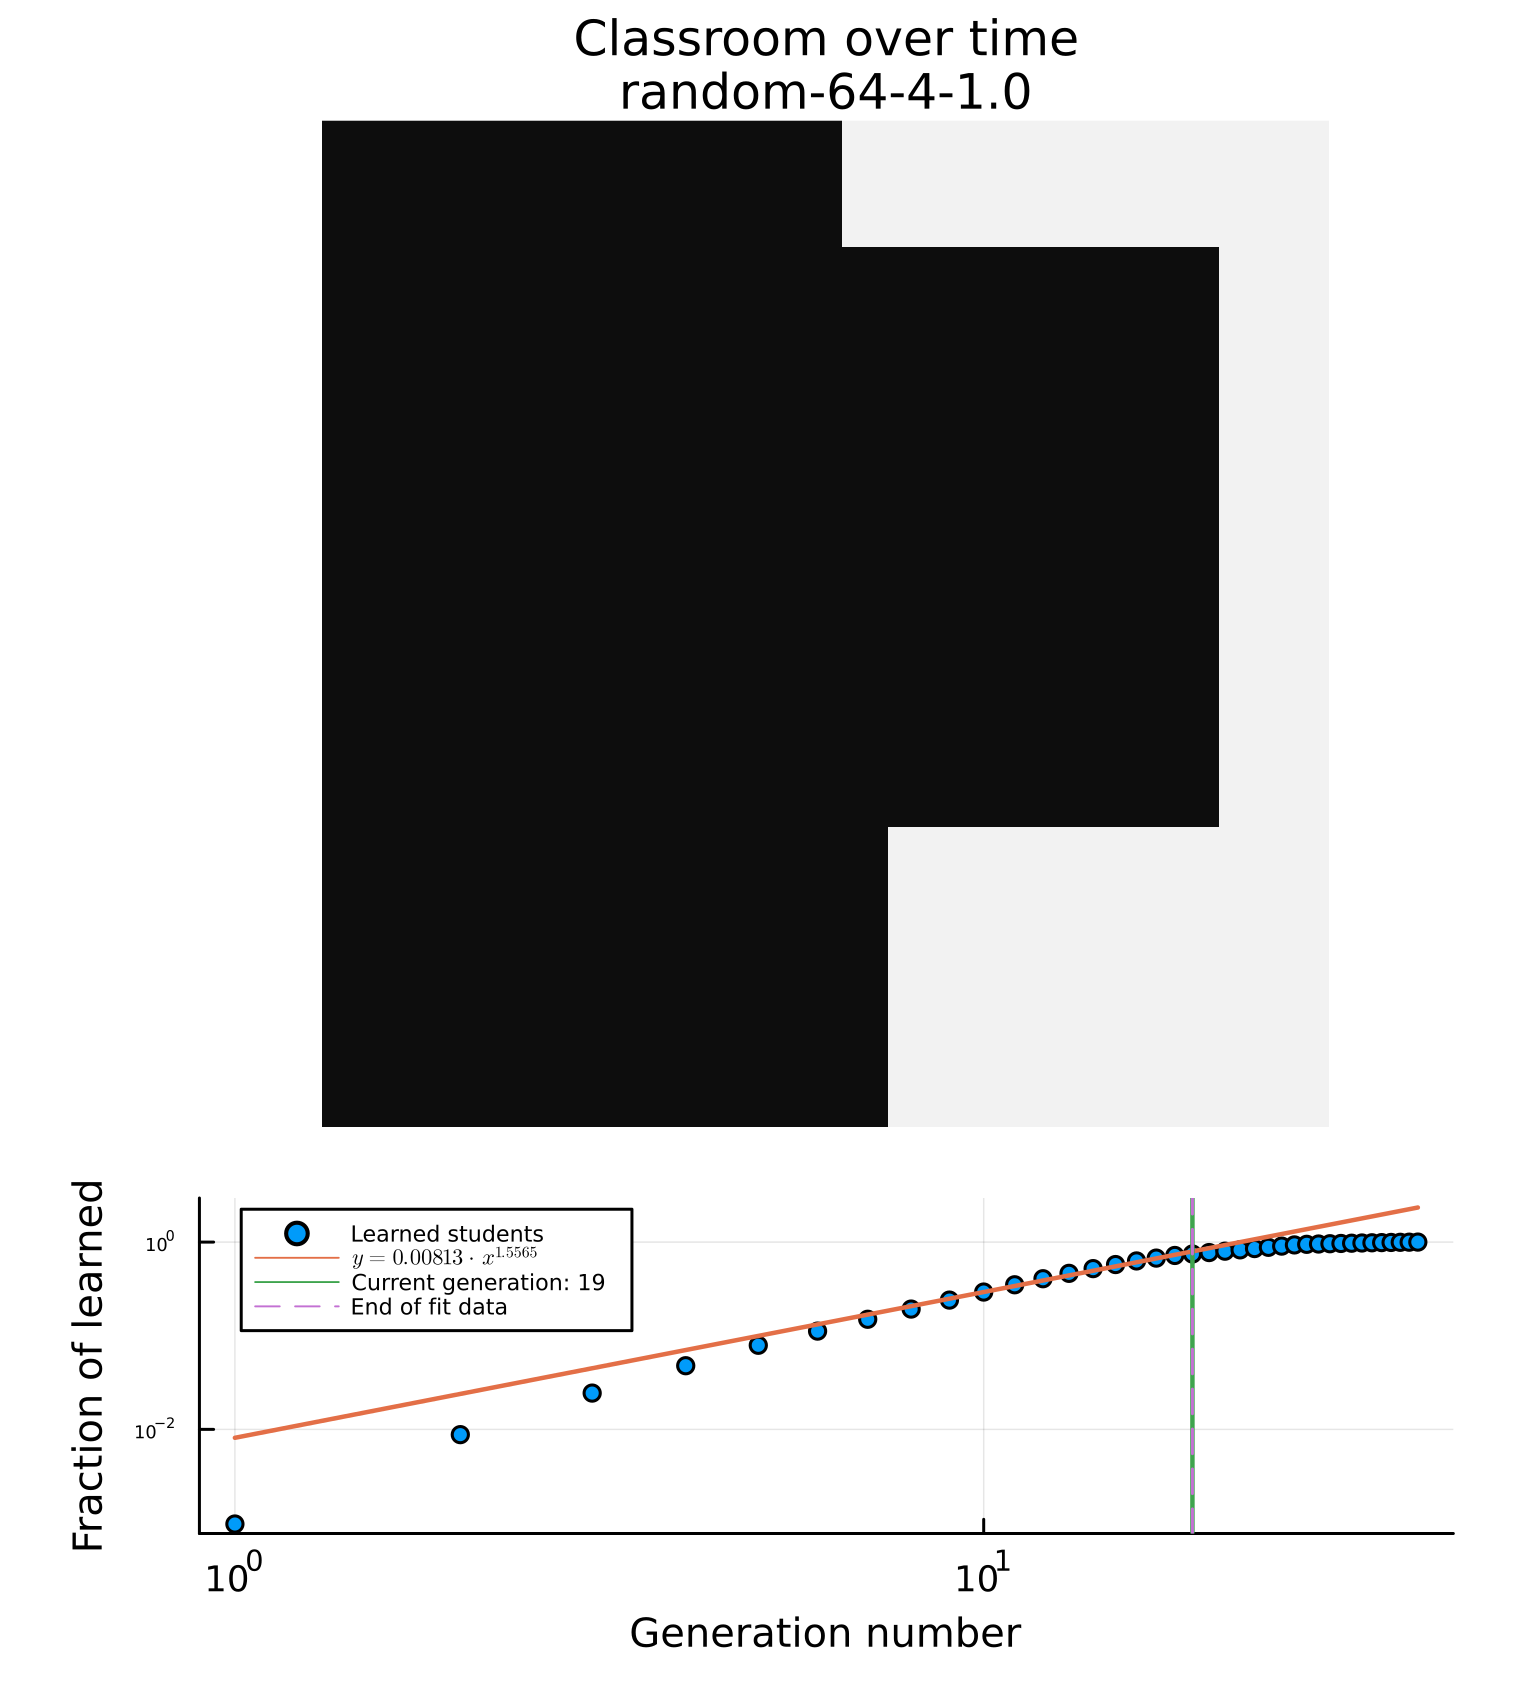 Classroom over time
random-64-4-1.0
Fraction of learned
10^0
10^-2
Learned students
y = 0.00813 · x^1.5565
Current generation: 19
End of fit data
10^0 10^1
Generation number